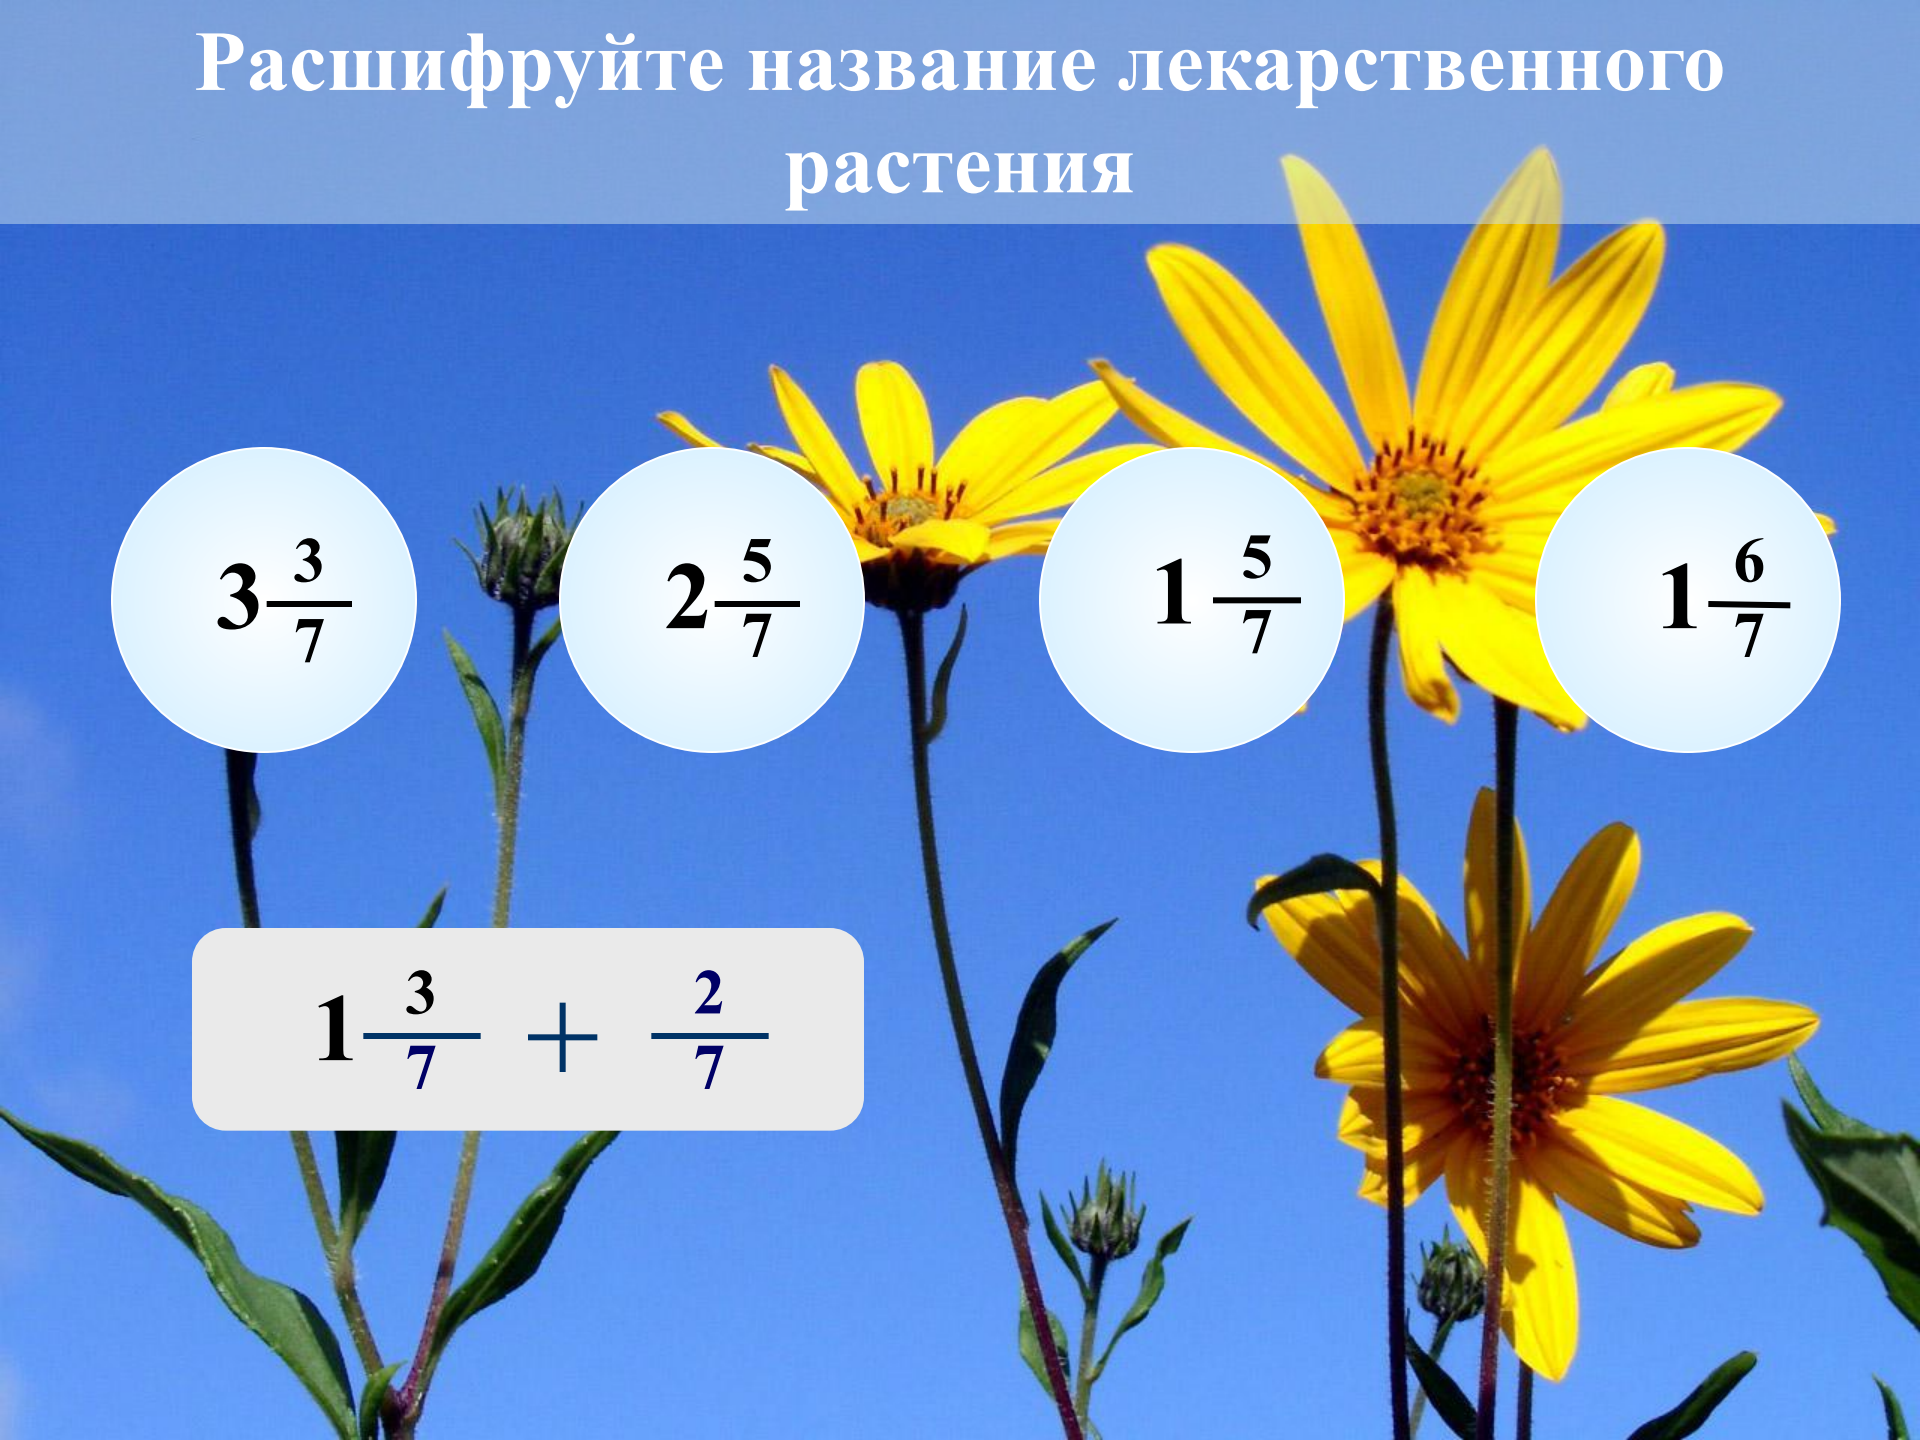 Расшифруйте название лекарственного
растения
3 3/7 2 5/7 1 5/7 1 6/7
1 3/7 + 2/7